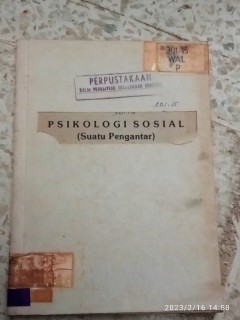 301.15
WAL
P
PERPUSTAKAAN
PSIKOLOGI SOSIAL
(Suatu Pengantar)
2023/2/16 14:58